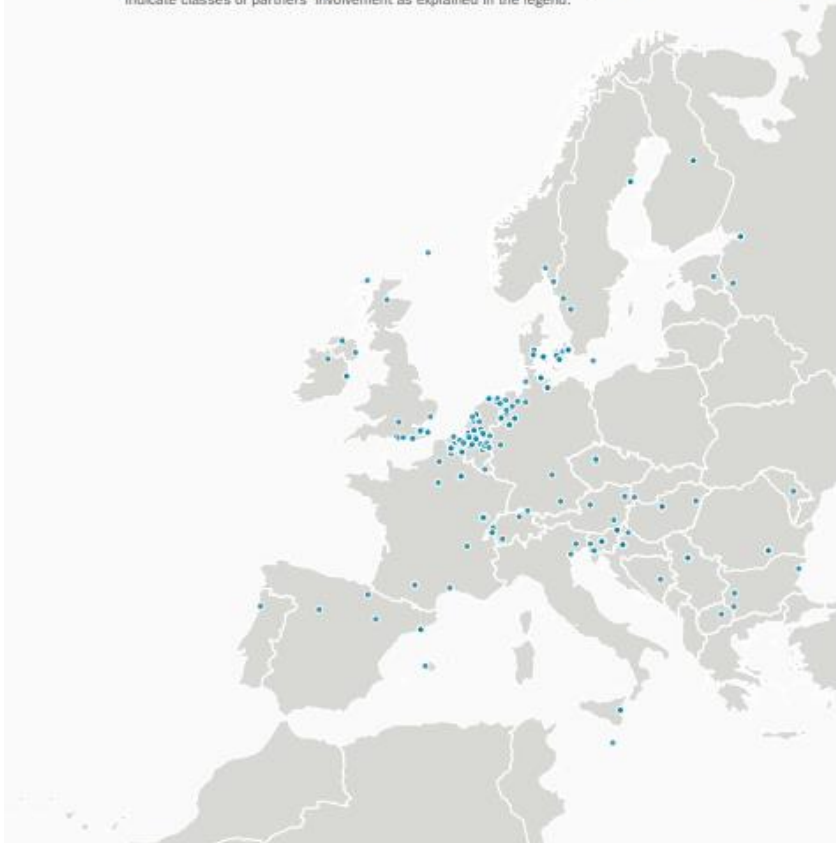 indicate classes of partners' involvement as explained in the legend.